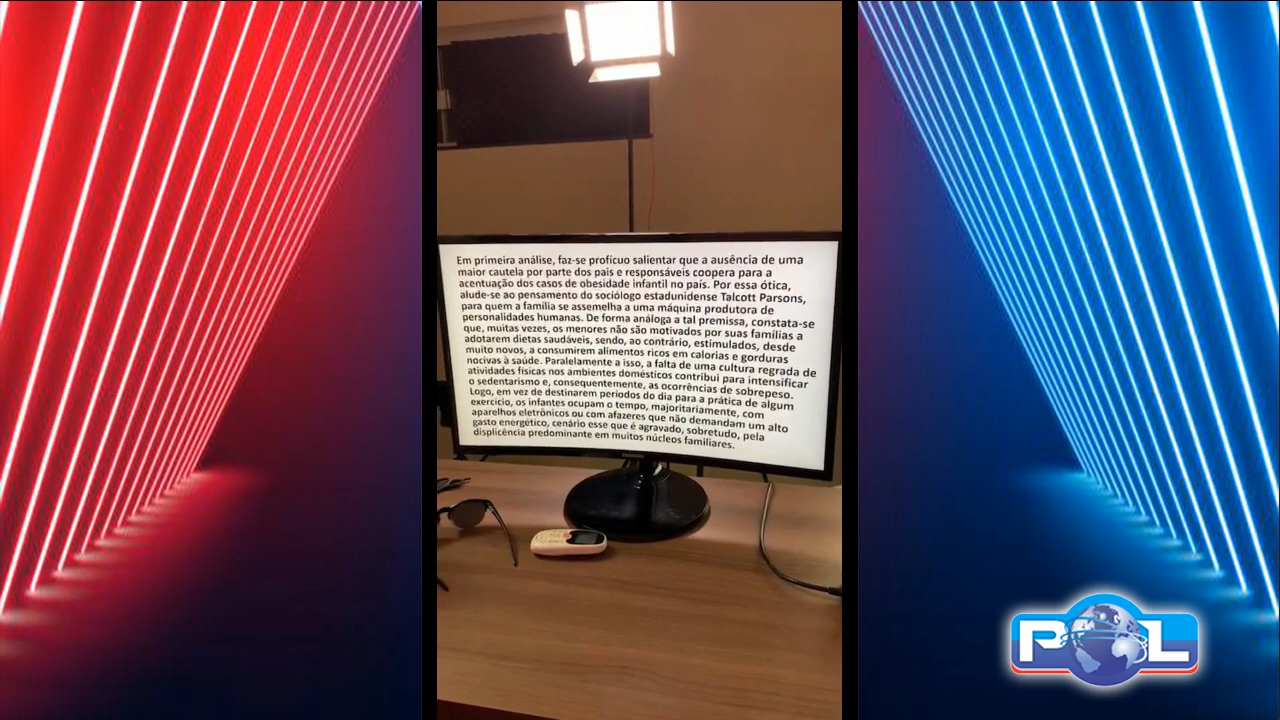 Em primeira análise, faz-se profícuo salientar que a ausência de uma
maior cautela por parte dos pais e responsáveis coopera para a
acentuação dos casos de obesidade infantil no país. Por essa ótica,
alude-se ao pensamento do sociólogo estadunidense Talcott Parsons,
para quem a família se assemelha a uma máquina produtora de
personalidades humanas. De forma análoga a tal premissa, constata-se
que, muitas vezes, os menores não são motivados por suas famílias a
adotarem dietas saudáveis, sendo, ao contrário, estimulados, desde
muito novos, a consumirem alimentos ricos em calorias e gorduras
nocivas à saúde. Paralelamente a isso, a falta de uma cultura regrada de
atividades físicas nos ambientes domésticos contribui para intensificar
o sedentarismo e, consequentemente, as ocorrências de sobrepeso.
Logo, em vez de destinarem períodos do dia para a prática de algum
exercício, os infantes ocupam o tempo, majoritariamente, com
aparelhos eletrônicos ou com afazeres que não demandam um alto
gasto energético, cenário esse que é agravado, sobretudo, pela
displicência predominante em muitos núcleos familiares.
POL